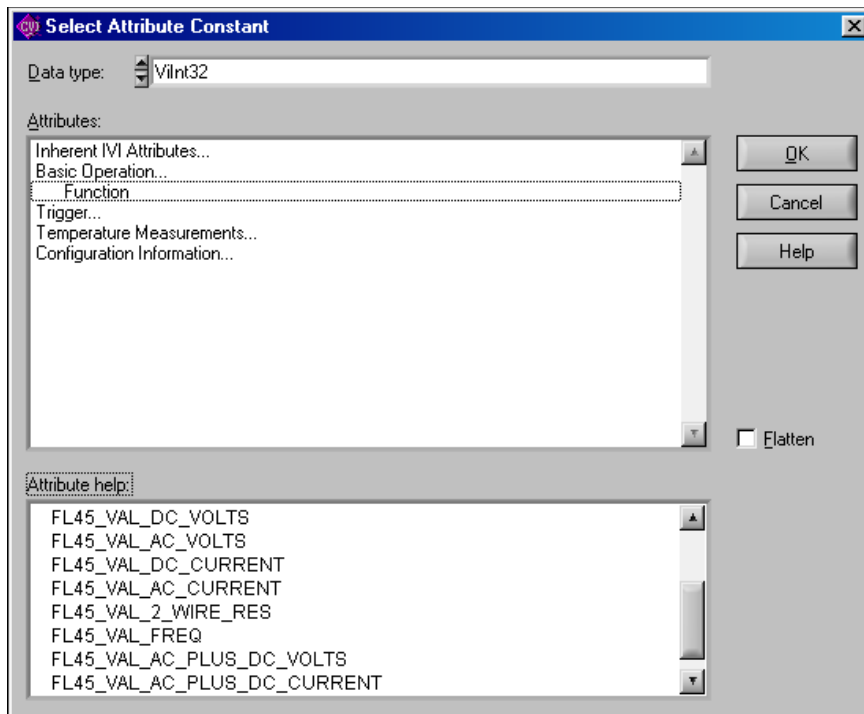 CVI Select Attribute Constant
Data type: ViInt32
Attributes:
Inherent IVI Attributes...
Basic Operation...
Function
Trigger...
Temperature Measurements...
Configuration Information...
OK
Cancel
Help
Flatten
Attribute help:
FL45_VAL_DC_VOLTS
FL45_VAL_AC_VOLTS
FL45_VAL_DC_CURRENT
FL45_VAL_AC_CURRENT
FL45_VAL_2_WIRE_RES
FL45_VAL_FREQ
FL45_VAL_AC_PLUS_DC_VOLTS
FL45_VAL_AC_PLUS_DC_CURRENT